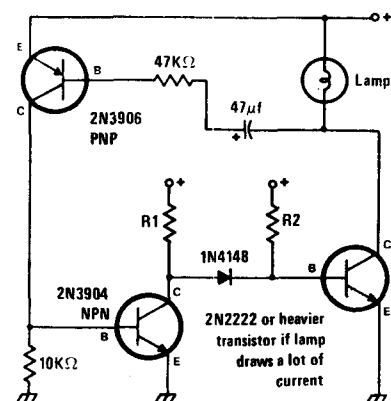 +
E
B
C
2N3906
PNP
47KΩ
47µf
+
Lamp
+
R1
+
R2
1N4148
C
B
E
2N3904
NPN
C
B
E
10KΩ
2N2222 or heavier
transistor if lamp
draws a lot of
current